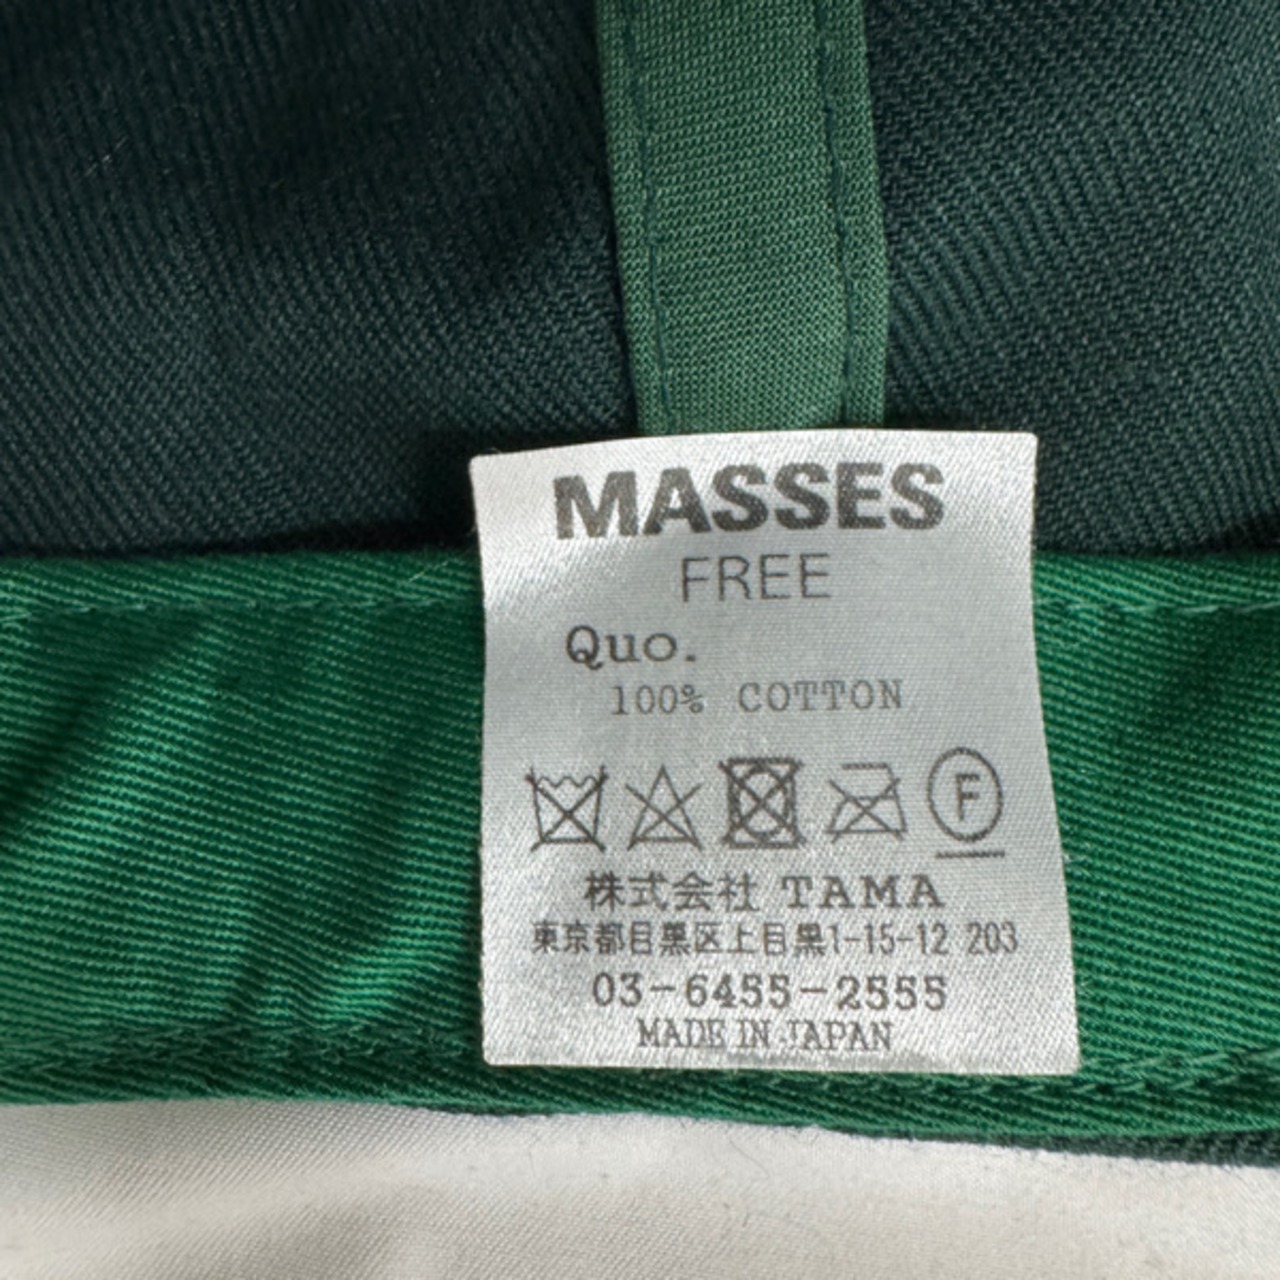 MASSES
FREE
Quo.
100% COTTON
F
株式会社 TAMA
東京都目黒区上目黒1-15-12 203
03-6455-2555
MADE IN JAPAN